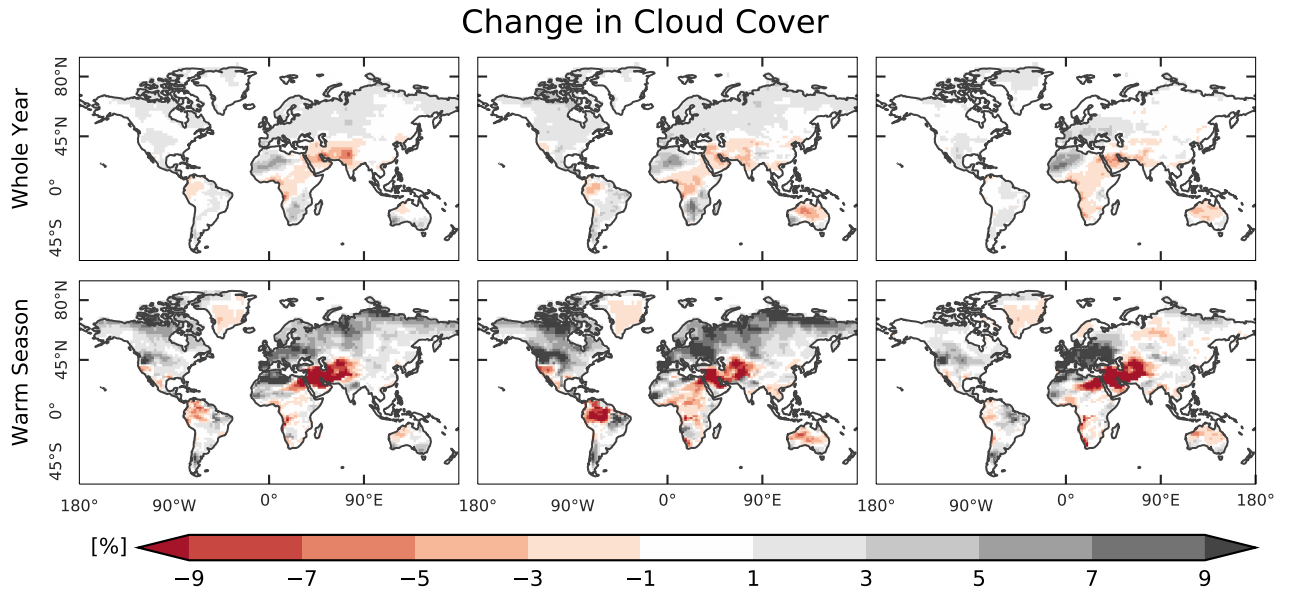 Change in Cloud Cover
Whole Year
80°N
45°N
0°
45°S
Warm Season
80°N
45°N
0°
45°S
180° 90°W 0° 90°E 180° 90°W 0° 90°E 180° 90°W 0° 90°E 180°
[%]
−9 −7 −5 −3 −1 1 3 5 7 9